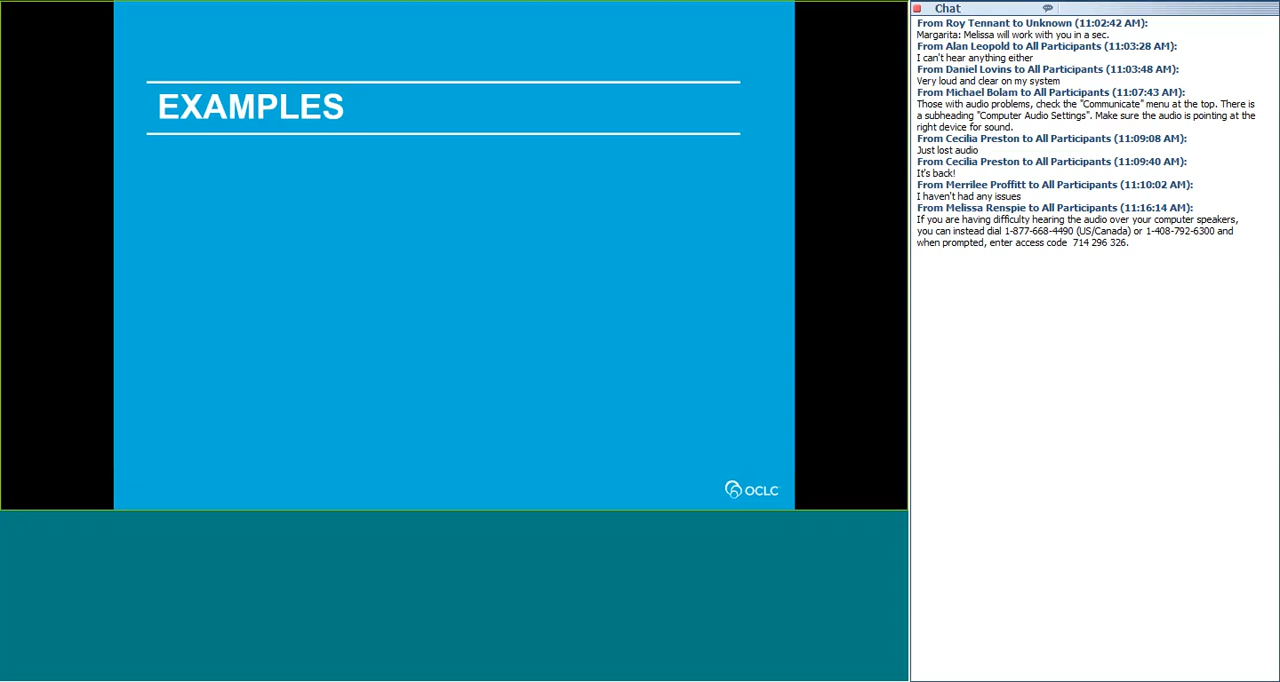 EXAMPLES
OCLC
Chat
From Roy Tennant to Unknown (11:02:42 AM):
Margarita: Melissa will work with you in a sec.
From Alan Leopold to All Participants (11:03:28 AM):
I can't hear anything either
From Daniel Lovins to All Participants (11:03:48 AM):
Very loud and clear on my system
From Michael Bolam to All Participants (11:07:43 AM):
Those with audio problems, check the "Communicate" menu at the top. There is
a subheading "Computer Audio Settings". Make sure the audio is pointing at the
right device for sound.
From Cecilia Preston to All Participants (11:09:08 AM):
Just lost audio
From Cecilia Preston to All Participants (11:09:40 AM):
It's back!
From Merrilee Proffitt to All Participants (11:10:02 AM):
I haven't had any issues
From Melissa Renspie to All Participants (11:16:14 AM):
If you are having difficulty hearing the audio over your computer speakers,
you can instead dial 1-877-668-4490 (US/Canada) or 1-408-792-6300 and
when prompted, enter access code 714 296 326.